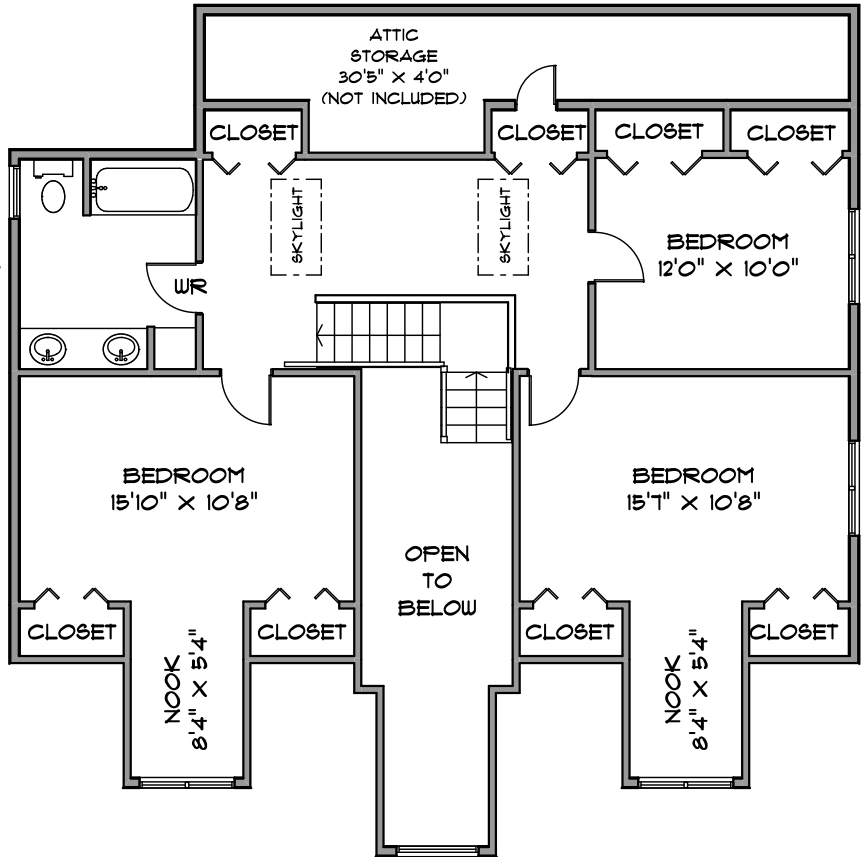 ATTIC
STORAGE
30'5" X 4'0"
(NOT INCLUDED)
CLOSET
CLOSET
CLOSET
CLOSET
SKYLIGHT
SKYLIGHT
BEDROOM
12'0" X 10'0"
WR
BEDROOM
15'10" X 10'8"
BEDROOM
15'7" X 10'8"
OPEN
TO
BELOW
CLOSET
CLOSET
CLOSET
CLOSET
NOOK
8'4" X 5'4"
NOOK
8'4" X 5'4"